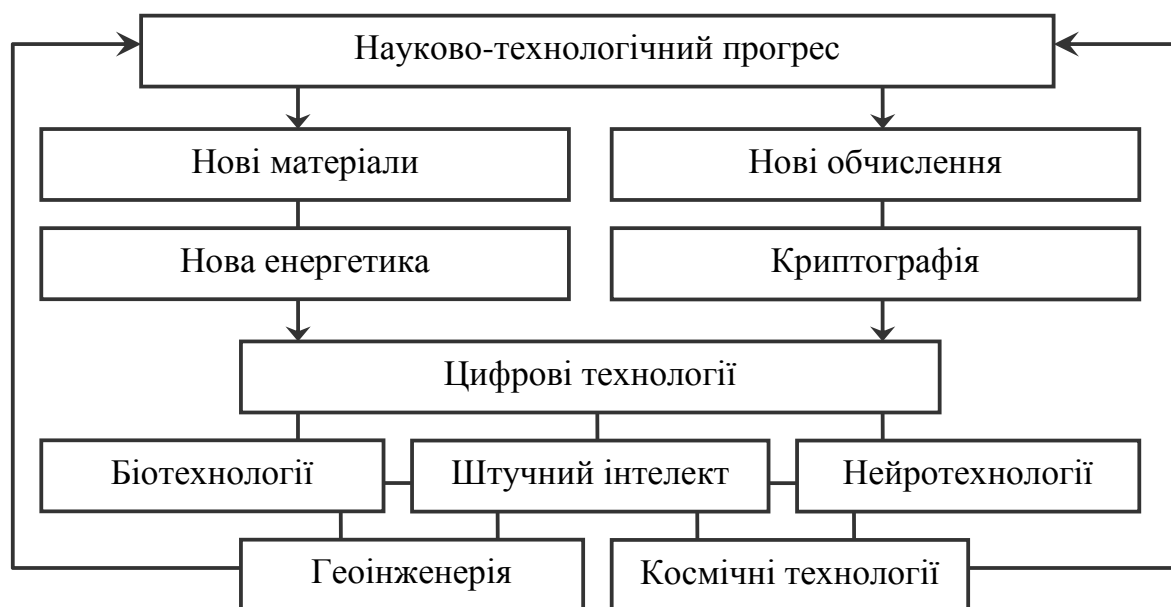 Науково-технологічний прогрес
Нові матеріали
Нові обчислення
Нова енергетика
Криптографія
Цифрові технології
Біотехнології
Штучний інтелект
Нейротехнології
Геоінженерія
Космічні технології